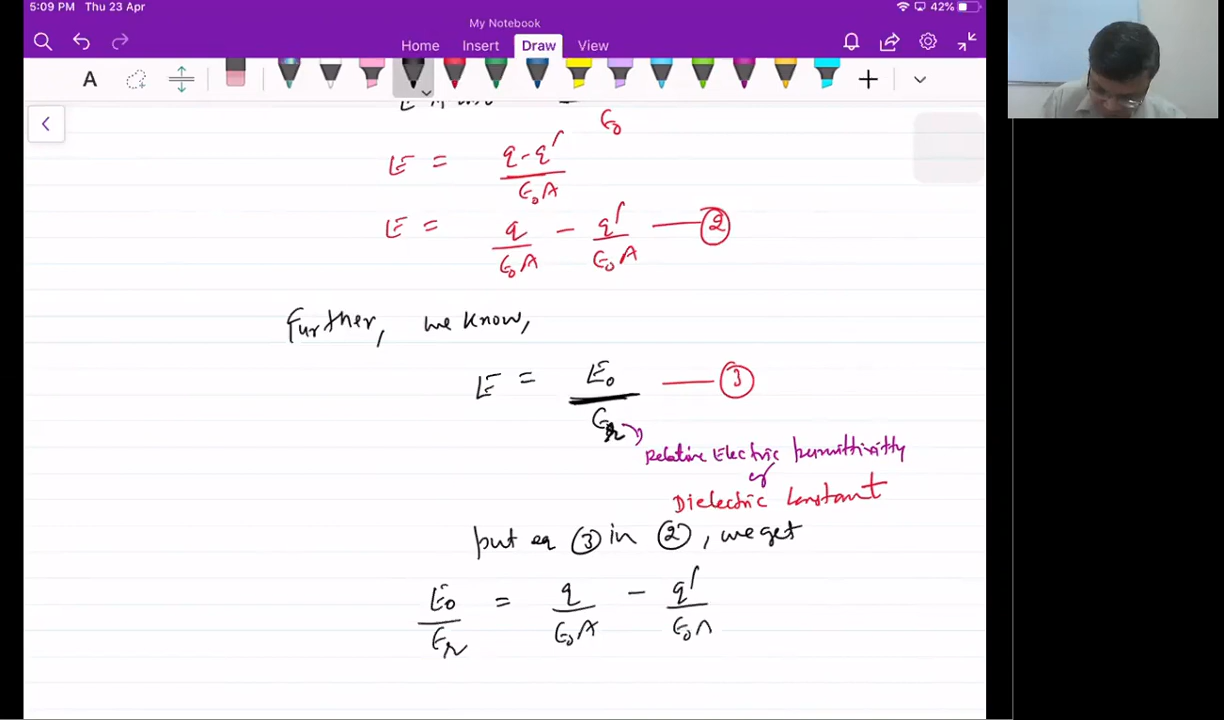 5:09 PM Thu 23 Apr
42%
My Notebook
Home Insert Draw View
A
ε₀
E = q-q′ / ε₀A
E = q / ε₀A - q′ / ε₀A — ②
Further, we know,
E = E₀ / εr — ③
Relative Electric permittivitty
or
Dielectric Constant
put eq ③ in ②, we get
E₀ / εr = q / ε₀A - q′ / ε₀A